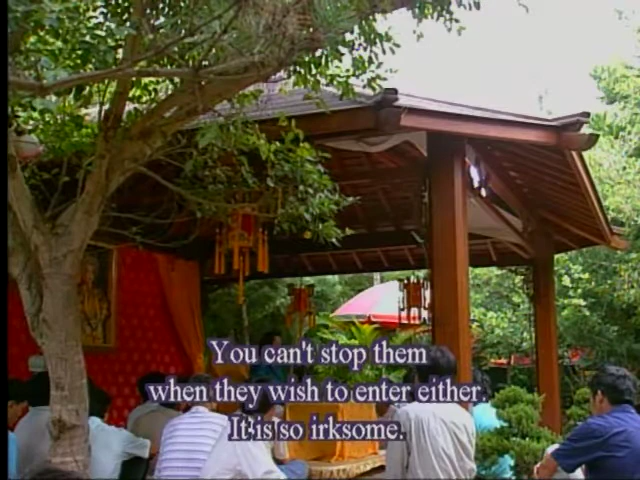 You can't stop them
when they wish to enter either.
It is so irksome.